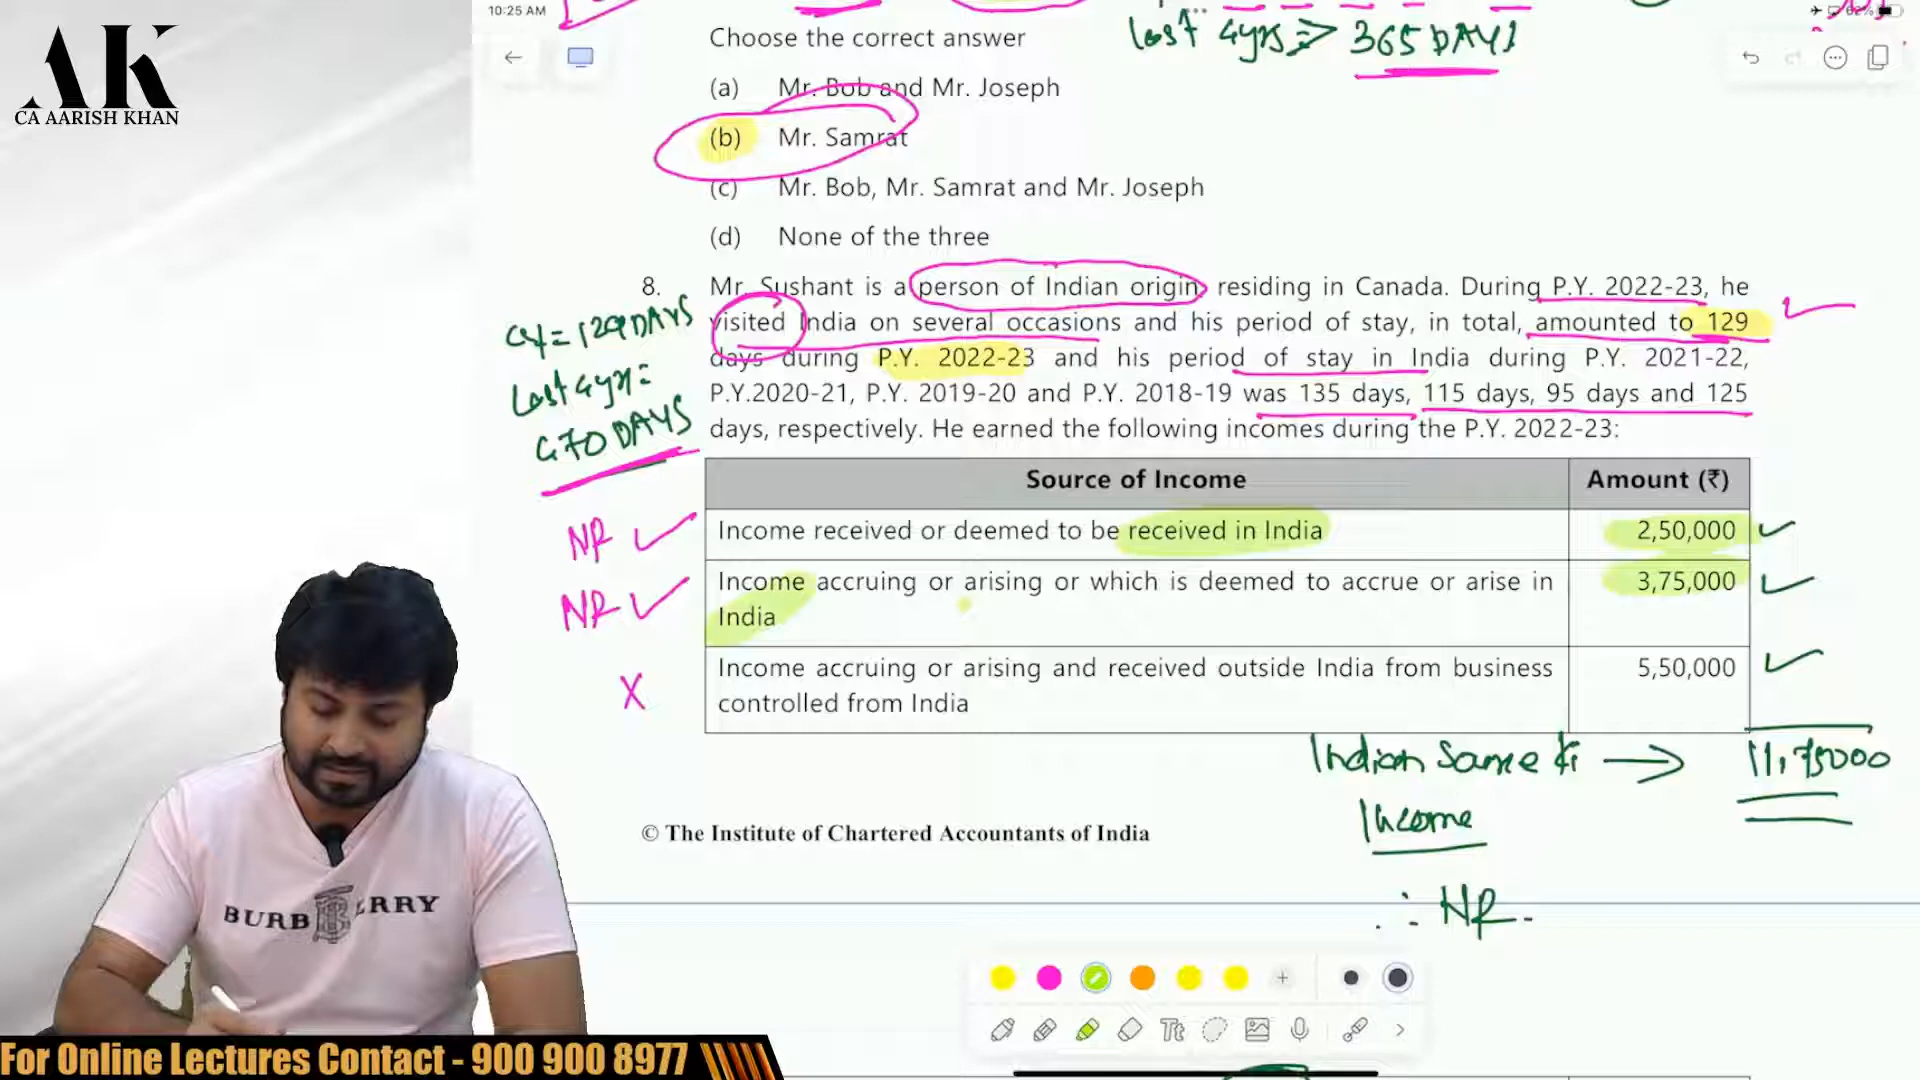 10:25 AM
AK
CA AARISH KHAN
Last 4yrs => 365 DAYS
Choose the correct answer
(a) Mr. Bob and Mr. Joseph
(b) Mr. Samrat
(c) Mr. Bob, Mr. Samrat and Mr. Joseph
(d) None of the three
8. Mr. Sushant is a person of Indian origin residing in Canada. During P.Y. 2022-23, he
visited India on several occasions and his period of stay, in total, amounted to 129
days during P.Y. 2022-23 and his period of stay in India during P.Y. 2021-22,
P.Y.2020-21, P.Y. 2019-20 and P.Y. 2018-19 was 135 days, 115 days, 95 days and 125
days, respectively. He earned the following incomes during the P.Y. 2022-23:
CY = 129 DAYS
Last 4yrs =
470 DAYS
Source of Income Amount (₹)
NR Income received or deemed to be received in India 2,50,000
NR Income accruing or arising or which is deemed to accrue or arise in 3,75,000
India
X Income accruing or arising and received outside India from business 5,50,000
controlled from India
Indian Source ki → 11,75000
Income
∴ NR.
© The Institute of Chartered Accountants of India
BURB ERRY
Tt
For Online Lectures Contact - 900 900 8977